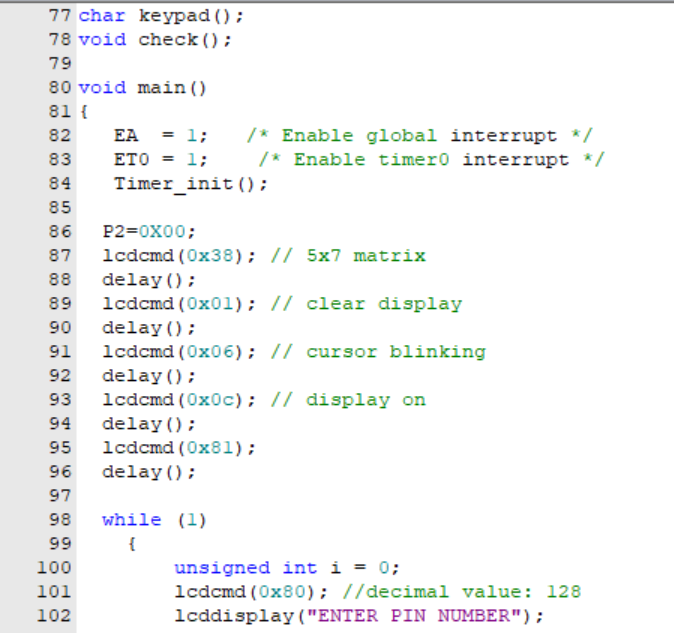 77 char keypad();
78 void check();
79
80 void main()
81 {
82    EA  = 1;   /* Enable global interrupt */
83    ET0 = 1;    /* Enable timer0 interrupt */
84    Timer_init();
85
86   P2=0X00;
87   lcdcmd(0x38); // 5x7 matrix
88   delay();
89   lcdcmd(0x01); // clear display
90   delay();
91   lcdcmd(0x06); // cursor blinking
92   delay();
93   lcdcmd(0x0c); // display on
94   delay();
95   lcdcmd(0x81);
96   delay();
97
98   while (1)
99     {
100         unsigned int i = 0;
101         lcdcmd(0x80); //decimal value: 128
102         lcddisplay("ENTER PIN NUMBER");